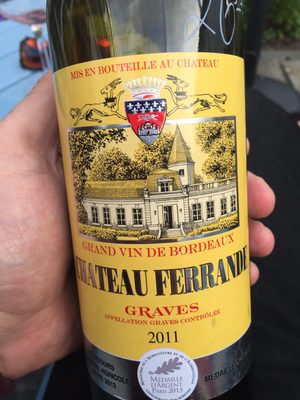 MIS EN BOUTEILLE AU CHATEAU
GRAND VIN DE BORDEAUX
CHATEAU FERRANDE
GRAVES
APPELLATION GRAVES CONTRÔLÉE
2011
MÉDAILLE
D'ARGENT
PARIS 2013